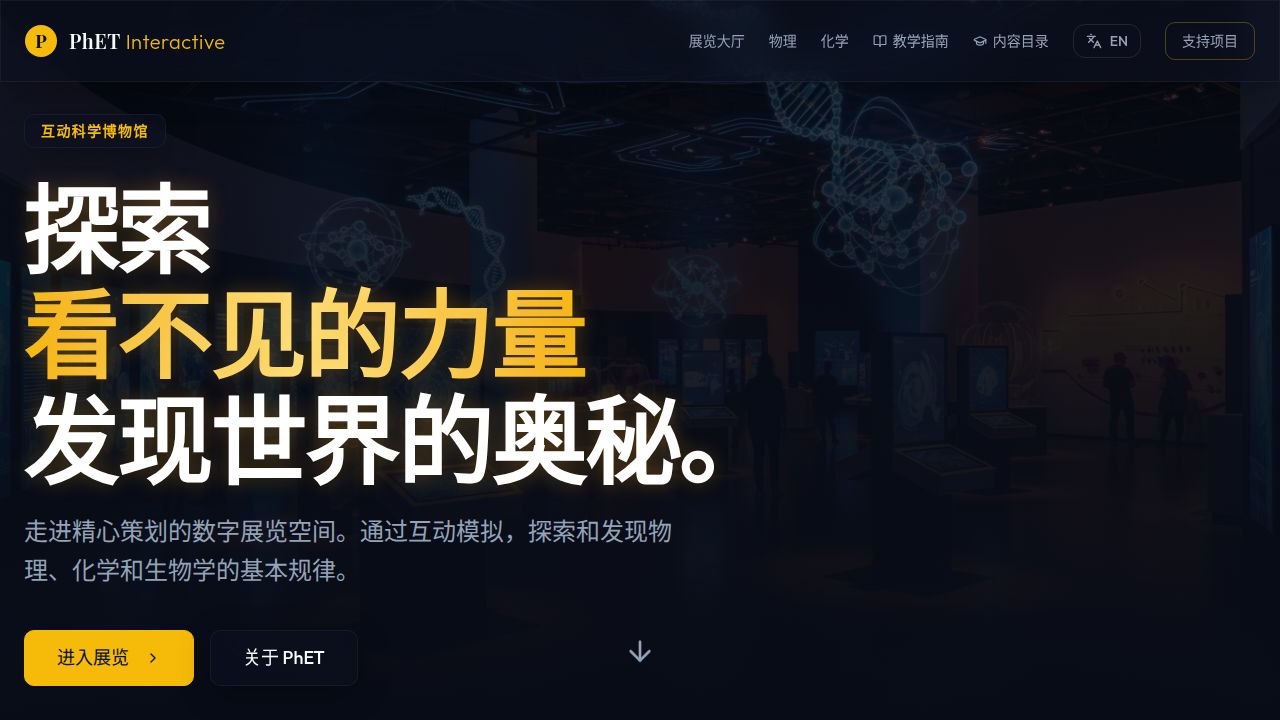 P PhET Interactive
展览大厅 物理 化学 教学指南 内容目录 EN 支持项目
互动科学博物馆
探索
看不见的力量
发现世界的奥秘。
走进精心策划的数字展览空间。通过互动模拟，探索和发现物
理、化学和生物学的基本规律。
进入展览 关于 PhET